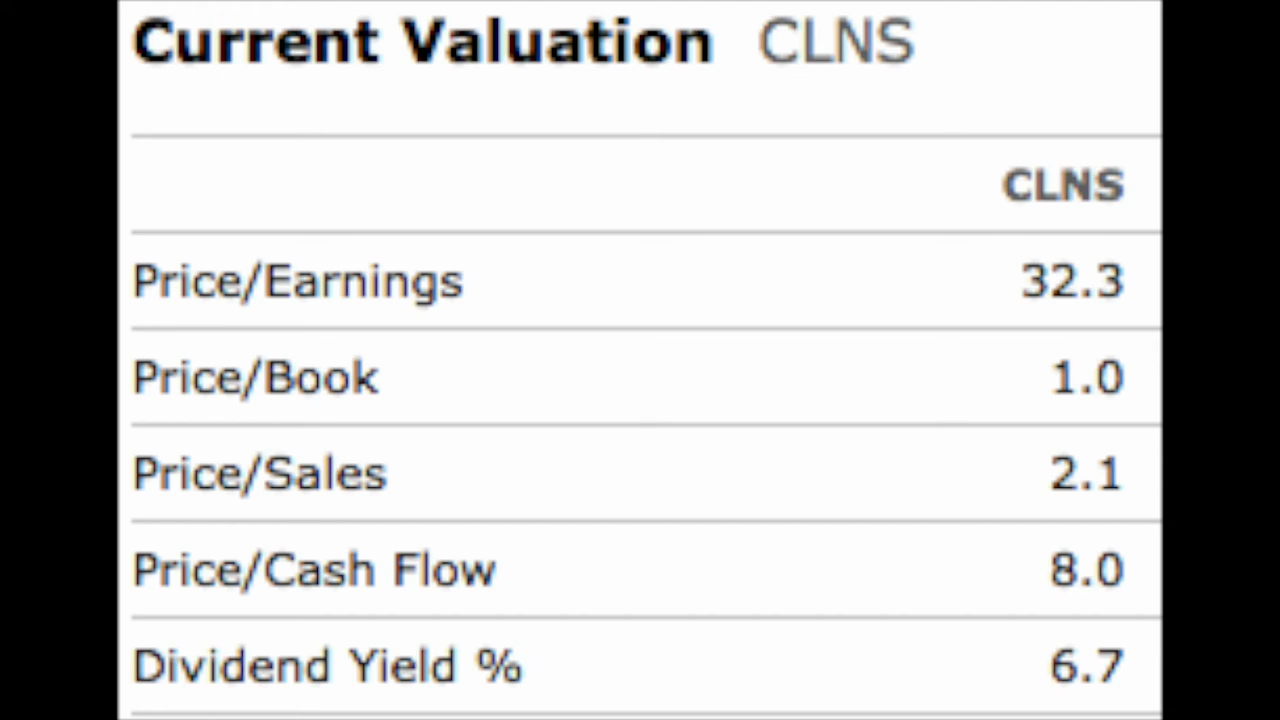 Current Valuation CLNS
CLNS
Price/Earnings 32.3
Price/Book 1.0
Price/Sales 2.1
Price/Cash Flow 8.0
Dividend Yield % 6.7